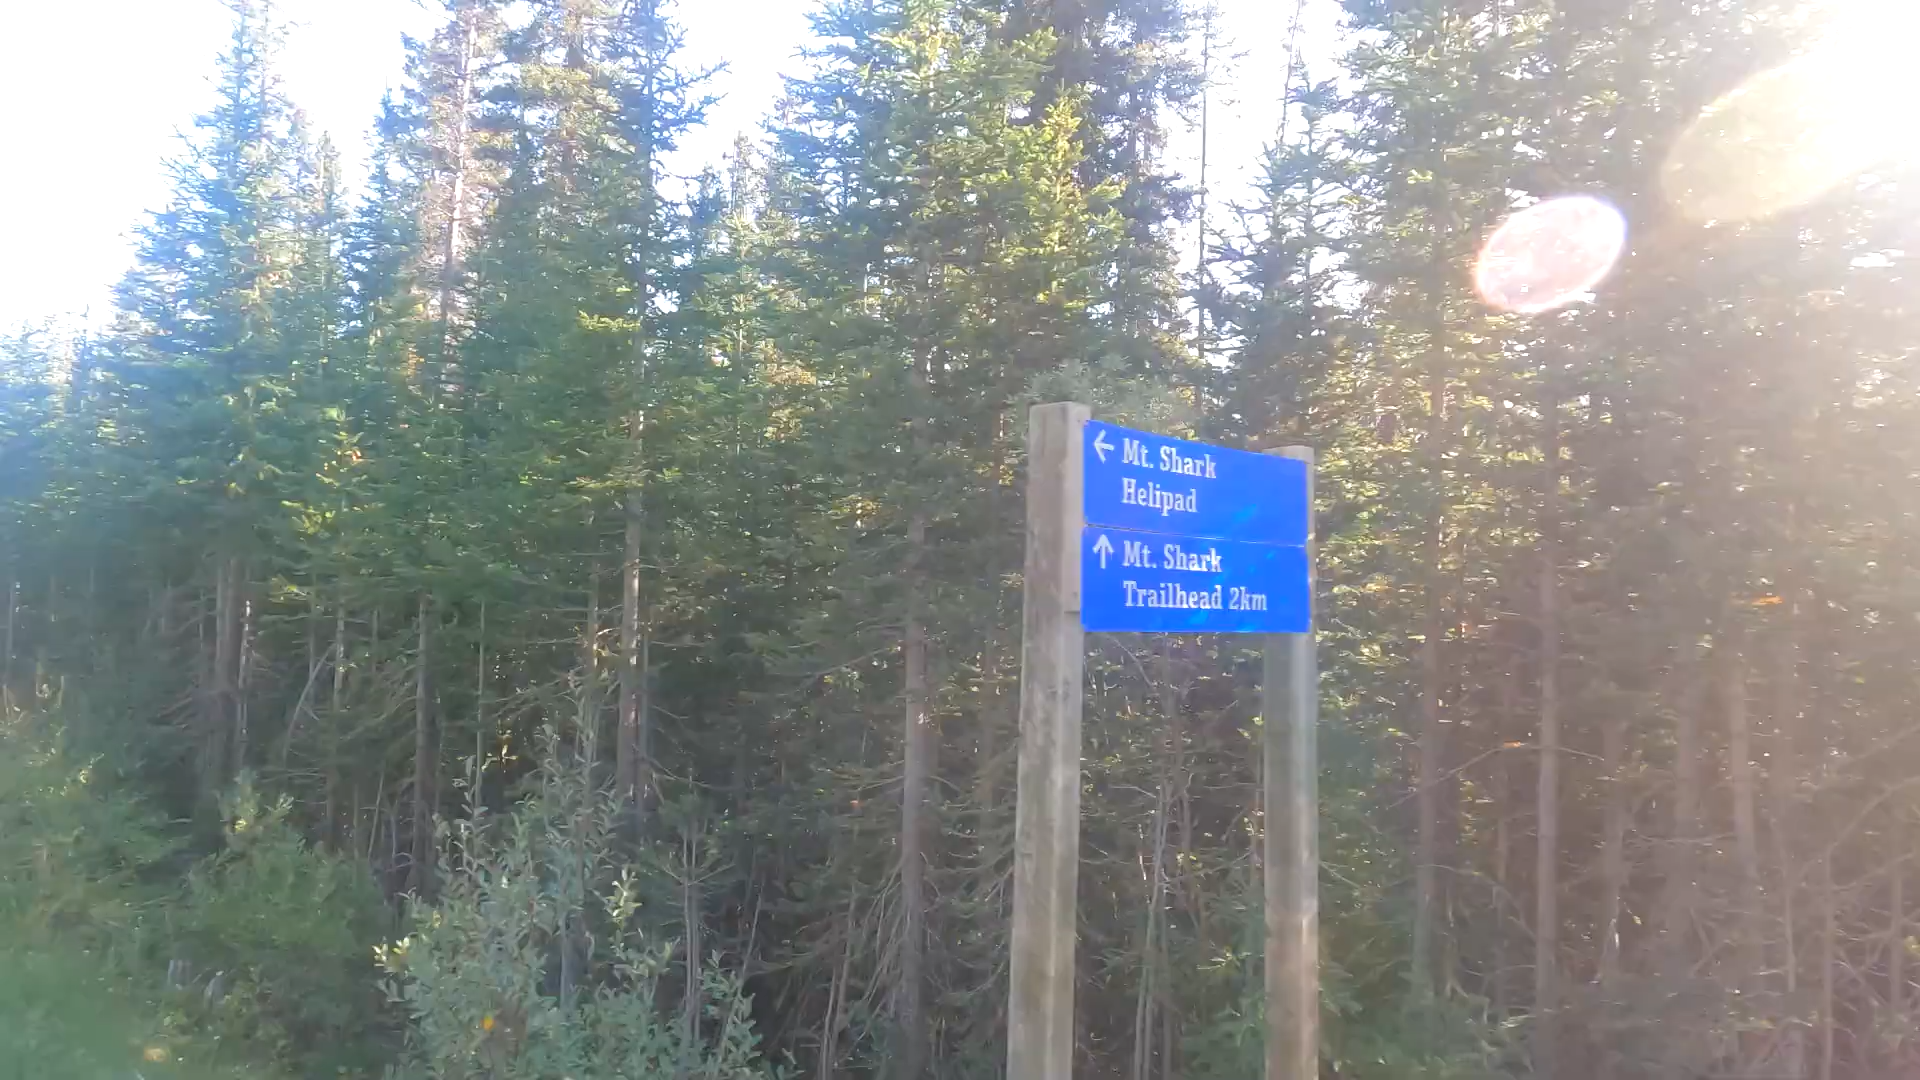 ← Mt. Shark
Helipad
↑ Mt. Shark
Trailhead 2km